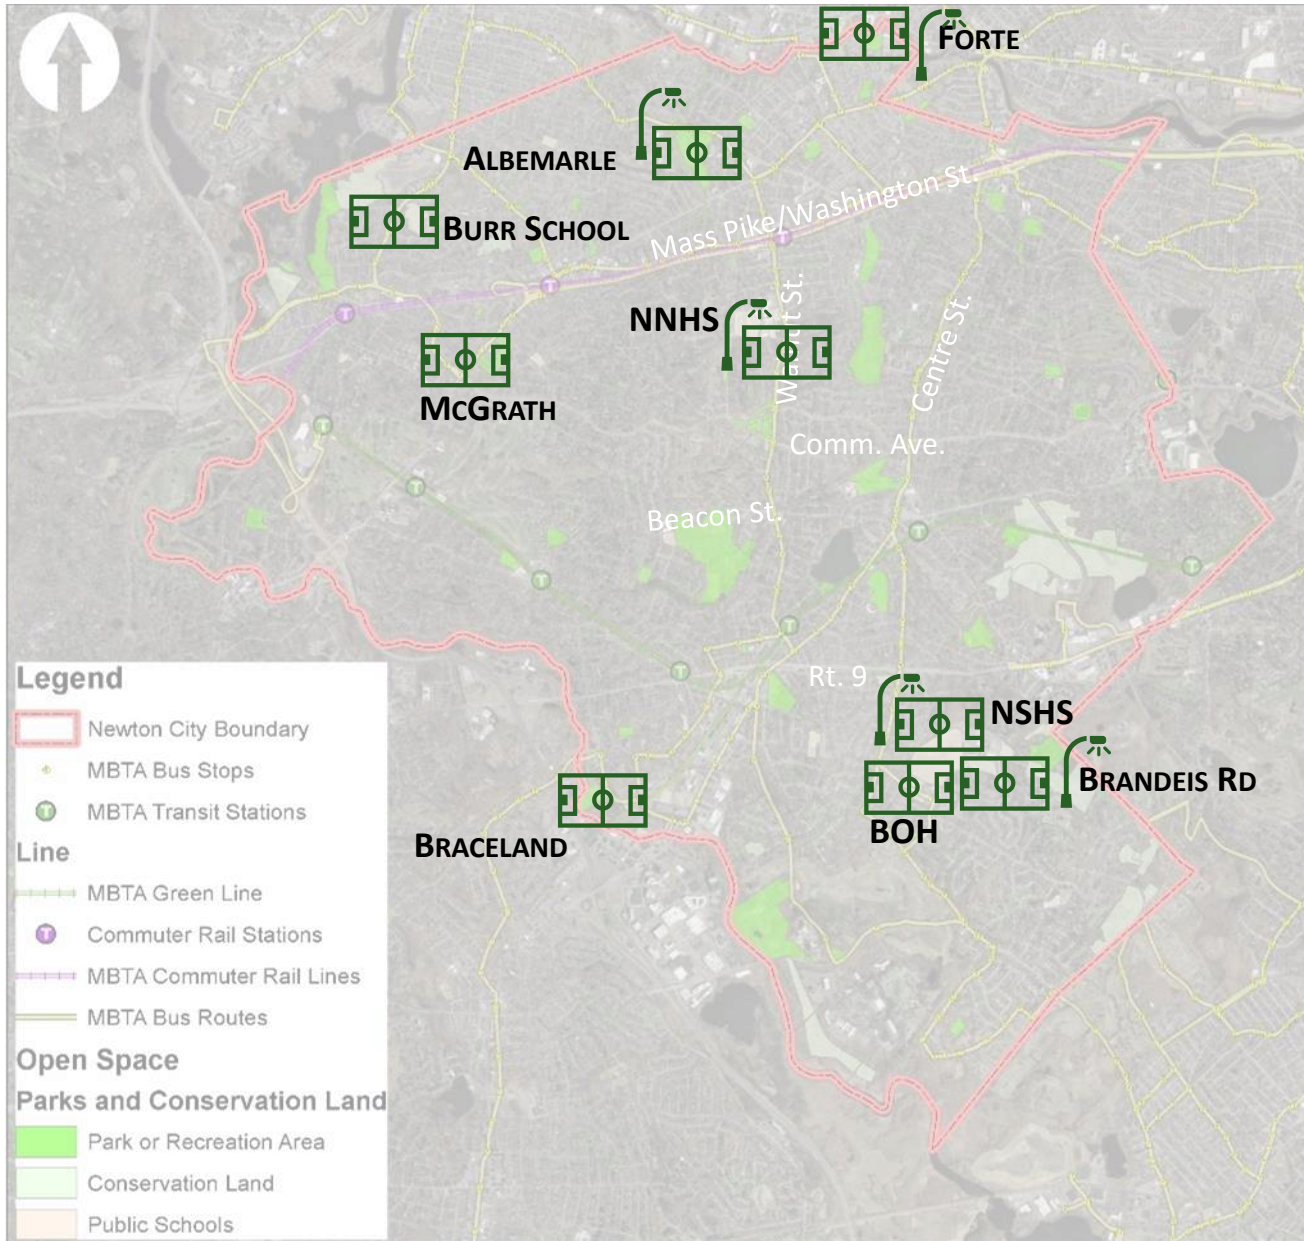 FORTE
ALBEMARLE
BURR SCHOOL
Mass Pike/Washington St.
NNHS
Walnut St.
Centre St.
MCGRATH
Comm. Ave.
Beacon St.
Rt. 9
NSHS
BRANDEIS RD
BOH
BRACELAND
Legend
Newton City Boundary
MBTA Bus Stops
T
MBTA Transit Stations
Line
MBTA Green Line
T
Commuter Rail Stations
MBTA Commuter Rail Lines
MBTA Bus Routes
Open Space
Parks and Conservation Land
Park or Recreation Area
Conservation Land
Public Schools